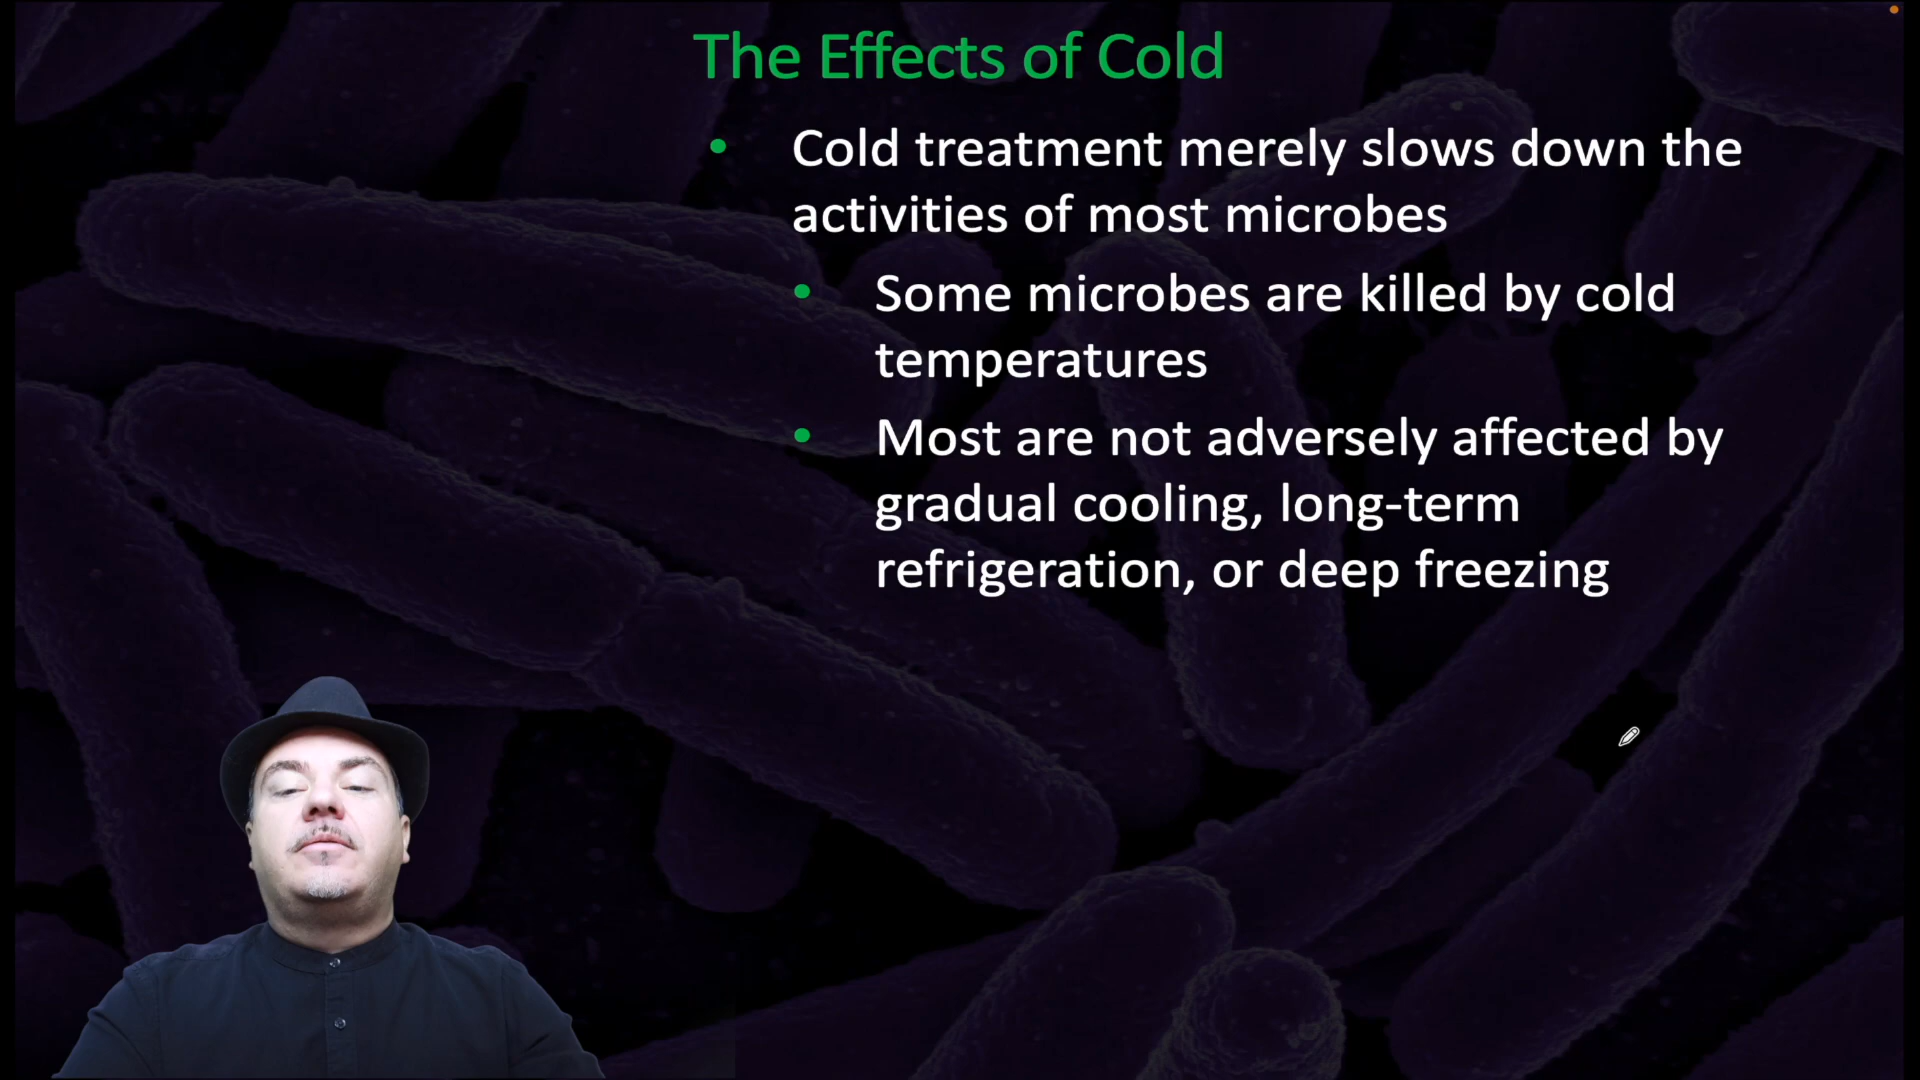 The Effects of Cold
• Cold treatment merely slows down the
activities of most microbes
• Some microbes are killed by cold
temperatures
• Most are not adversely affected by
gradual cooling, long-term
refrigeration, or deep freezing